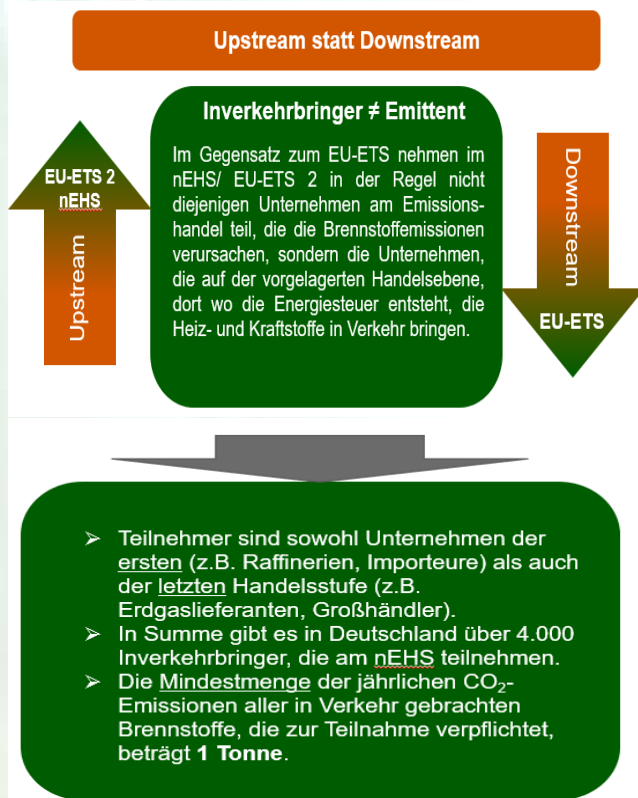 Upstream statt Downstream
EU-ETS 2
nEHS
Upstream
Inverkehrbringer ≠ Emittent
Im Gegensatz zum EU-ETS nehmen im
nEHS/ EU-ETS 2 in der Regel nicht
diejenigen Unternehmen am Emissions-
handel teil, die die Brennstoffemissionen
verursachen, sondern die Unternehmen,
die auf der vorgelagerten Handelsebene,
dort wo die Energiesteuer entsteht, die
Heiz- und Kraftstoffe in Verkehr bringen.
Downstream
EU-ETS
➢ Teilnehmer sind sowohl Unternehmen der
ersten (z.B. Raffinerien, Importeure) als auch
der letzten Handelsstufe (z.B.
Erdgaslieferanten, Großhändler).
➢ In Summe gibt es in Deutschland über 4.000
Inverkehrbringer, die am nEHS teilnehmen.
➢ Die Mindestmenge der jährlichen CO₂-
Emissionen aller in Verkehr gebrachten
Brennstoffe, die zur Teilnahme verpflichtet,
beträgt 1 Tonne.